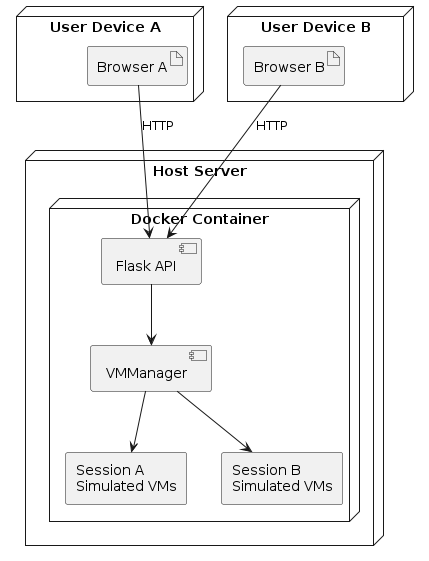 User Device A
User Device B
Browser A
Browser B
HTTP
HTTP
Host Server
Docker Container
Flask API
VMManager
Session A
Simulated VMs
Session B
Simulated VMs